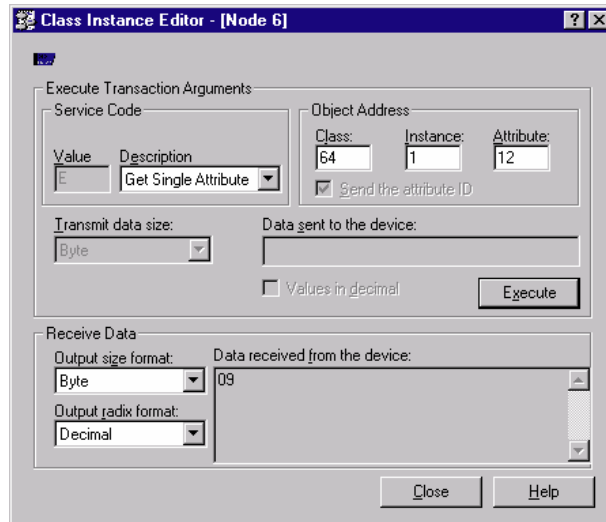 Class Instance Editor - [Node 6]
Execute Transaction Arguments
Service Code
Value Description
E Get Single Attribute
Object Address
Class: Instance: Attribute:
64 1 12
Send the attribute ID
Transmit data size:
Byte
Data sent to the device:
Values in decimal
Execute
Receive Data
Output size format:
Byte
Output radix format:
Decimal
Data received from the device:
09
Close Help